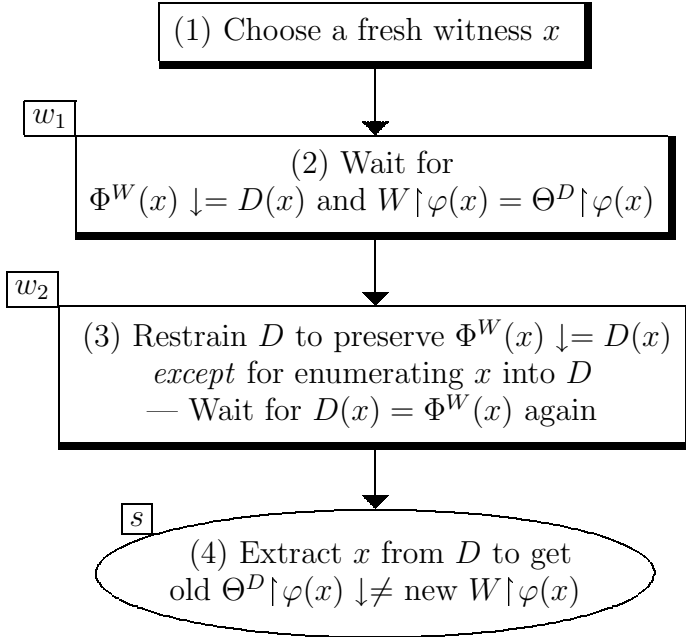 (1) Choose a fresh witness x
w₁
(2) Wait for
Φ^W(x) ↓= D(x) and W↾φ(x) = Θ^D↾φ(x)
w₂
(3) Restrain D to preserve Φ^W(x) ↓= D(x)
except for enumerating x into D
— Wait for D(x) = Φ^W(x) again
s
(4) Extract x from D to get
old Θ^D↾φ(x) ↓≠ new W↾φ(x)